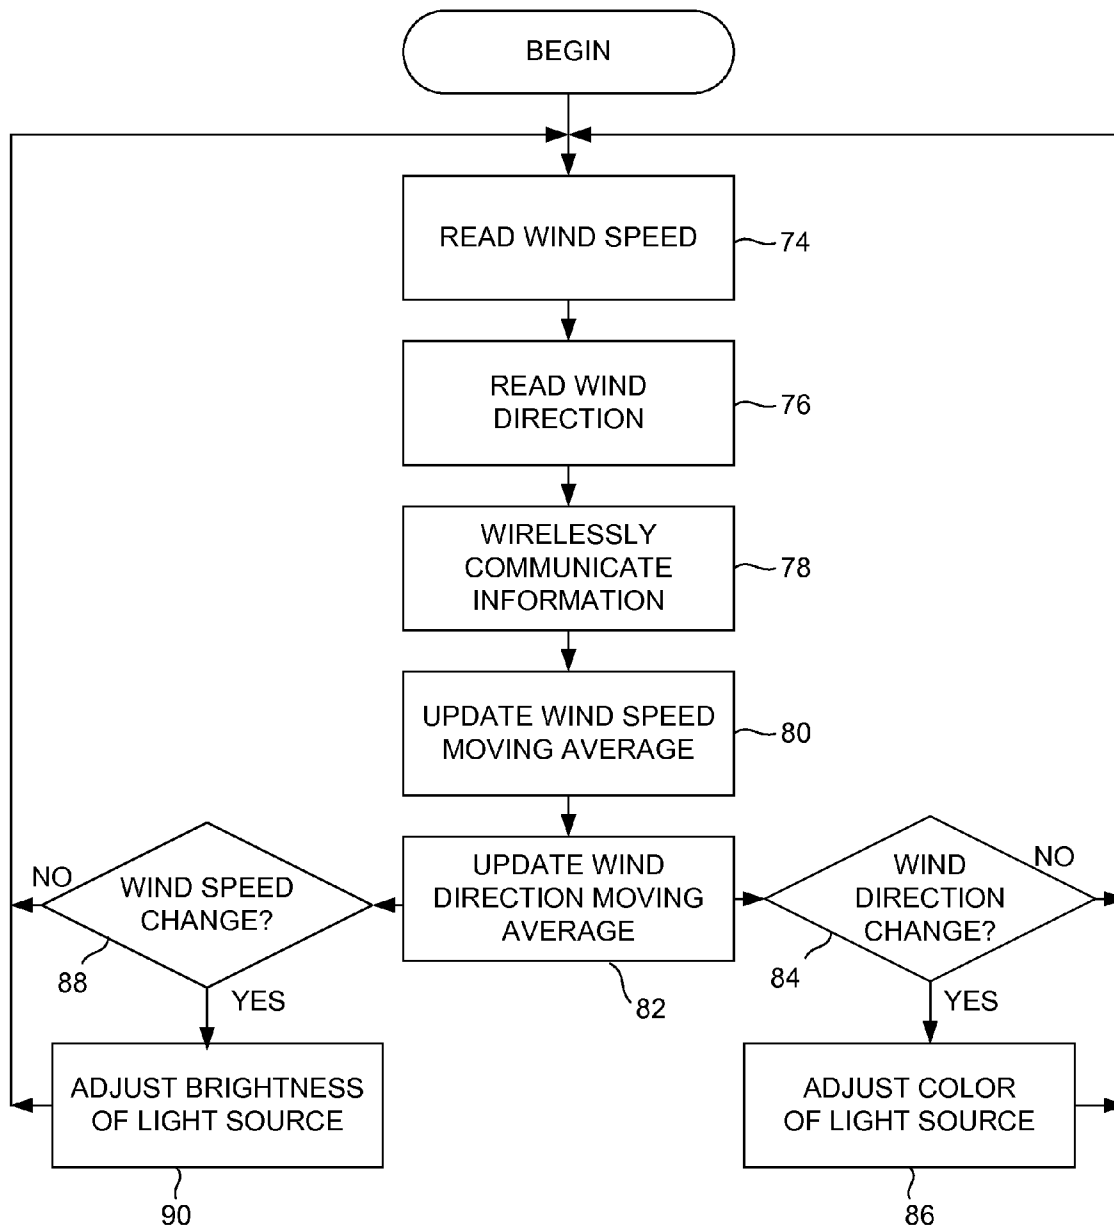 BEGIN
READ WIND SPEED
74
READ WIND
DIRECTION
76
WIRELESSLY
COMMUNICATE
INFORMATION
78
UPDATE WIND SPEED
MOVING AVERAGE
80
UPDATE WIND
DIRECTION MOVING
AVERAGE
82
NO
WIND SPEED
CHANGE?
88
YES
ADJUST BRIGHTNESS
OF LIGHT SOURCE
90
WIND
DIRECTION
CHANGE?
NO
84
YES
ADJUST COLOR
OF LIGHT SOURCE
86